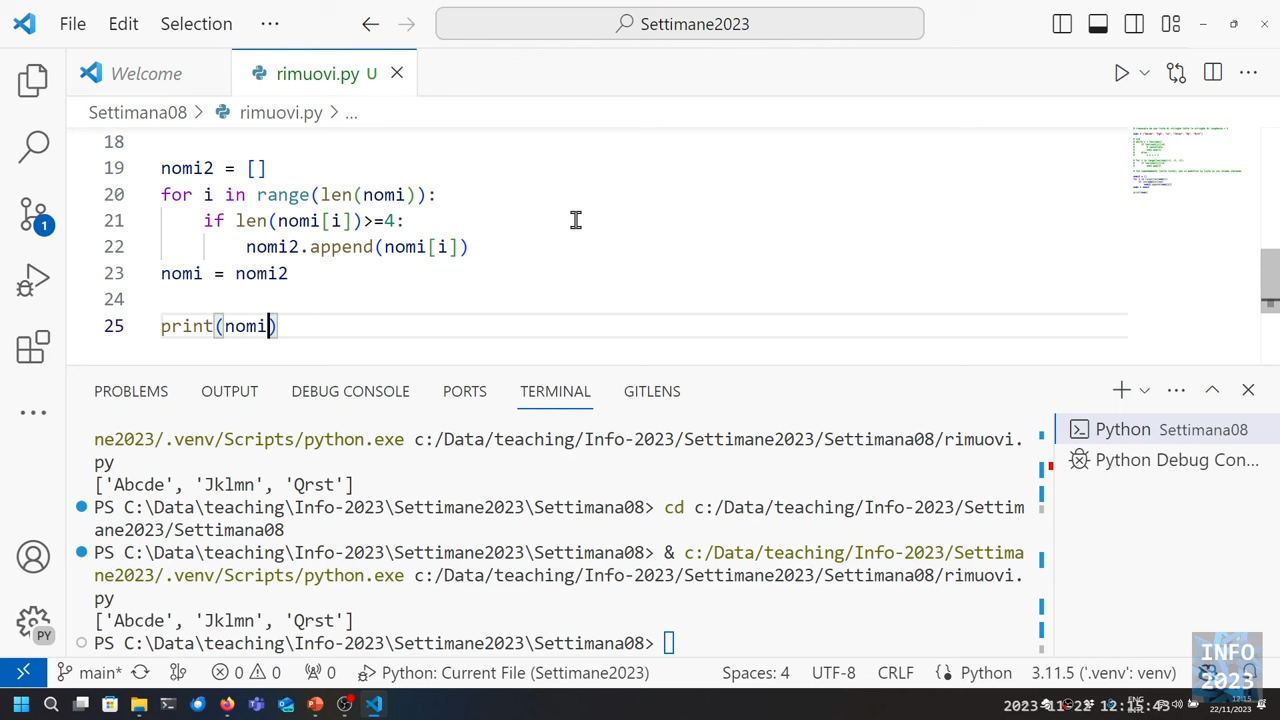 File Edit Selection ··· Settimane2023
Welcome rimuovi.py U
Settimana08 > rimuovi.py > ...
18
19 nomi2 = []
20 for i in range(len(nomi)):
21 if len(nomi[i])>=4:
22 nomi2.append(nomi[i])
23 nomi = nomi2
24
25 print(nomi)
PROBLEMS OUTPUT DEBUG CONSOLE PORTS TERMINAL GITLENS
ne2023/.venv/Scripts/python.exe c:/Data/teaching/Info-2023/Settimane2023/Settimana08/rimuovi.
py
['Abcde', 'Jklmn', 'Qrst']
PS C:\Data\teaching\Info-2023\Settimane2023\Settimana08> cd c:/Data/teaching/Info-2023/Settim
ane2023/Settimana08
PS C:\Data\teaching\Info-2023\Settimane2023\Settimana08> & c:/Data/teaching/Info-2023/Settima
ne2023/.venv/Scripts/python.exe c:/Data/teaching/Info-2023/Settimane2023/Settimana08/rimuovi.
py
['Abcde', 'Jklmn', 'Qrst']
PS C:\Data\teaching\Info-2023\Settimane2023\Settimana08>
Python Settimana08
Python Debug Con...
1
PY
INFO
2023
main* 0 0 0 Python: Current File (Settimane2023) Spaces: 4 UTF-8 CRLF Python 3.11.5 ('.venv': venv)
ENG
12:15
22/11/2023